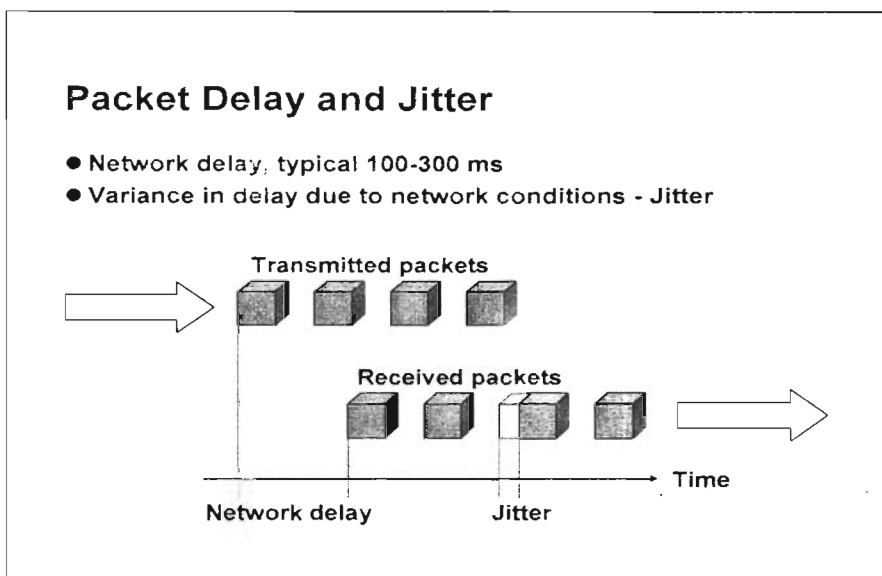 Packet Delay and Jitter
● Network delay, typical 100-300 ms
● Variance in delay due to network conditions - Jitter
Transmitted packets
Received packets
Time
Network delay
Jitter